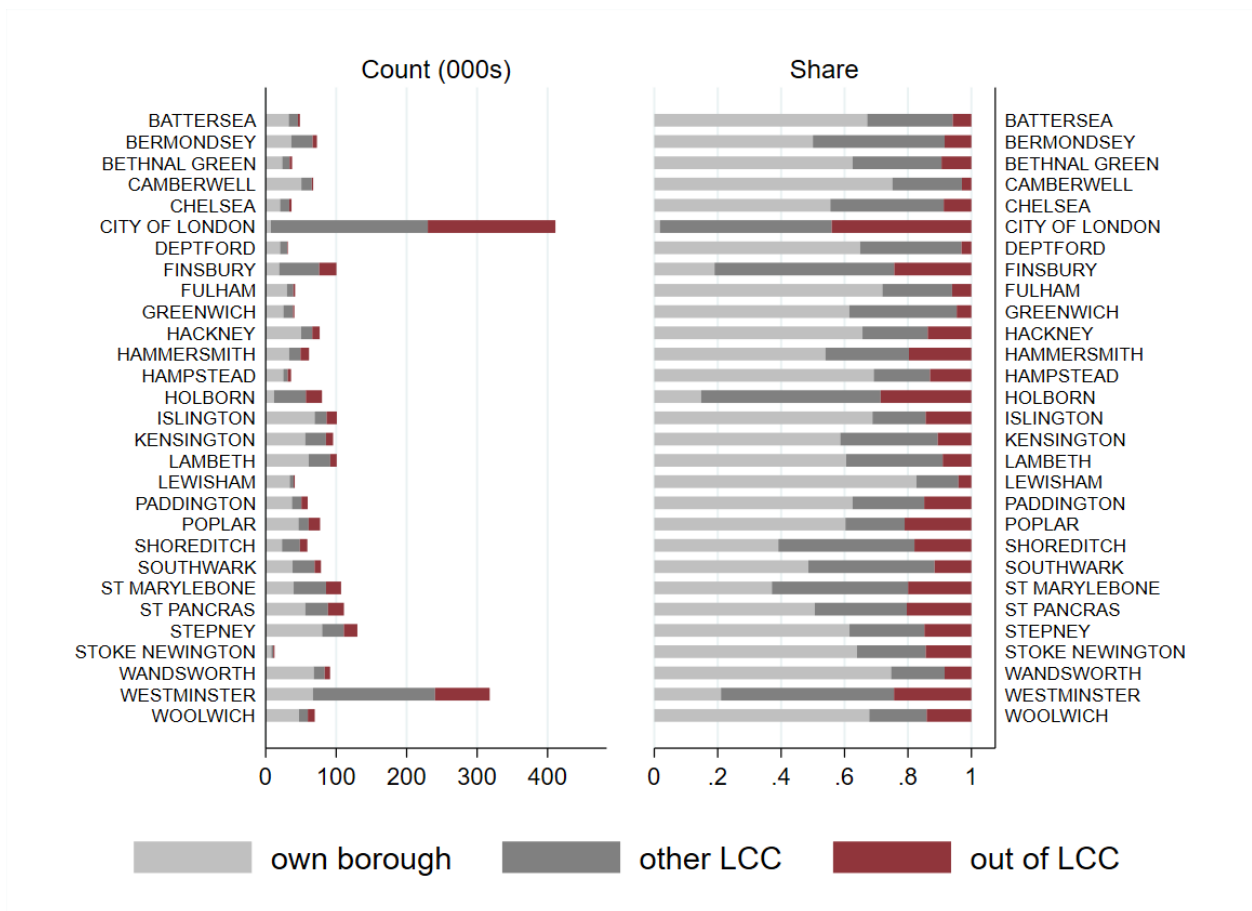 Count (000s) Share
BATTERSEA BATTERSEA
BERMONDSEY BERMONDSEY
BETHNAL GREEN BETHNAL GREEN
CAMBERWELL CAMBERWELL
CHELSEA CHELSEA
CITY OF LONDON CITY OF LONDON
DEPTFORD DEPTFORD
FINSBURY FINSBURY
FULHAM FULHAM
GREENWICH GREENWICH
HACKNEY HACKNEY
HAMMERSMITH HAMMERSMITH
HAMPSTEAD HAMPSTEAD
HOLBORN HOLBORN
ISLINGTON ISLINGTON
KENSINGTON KENSINGTON
LAMBETH LAMBETH
LEWISHAM LEWISHAM
PADDINGTON PADDINGTON
POPLAR POPLAR
SHOREDITCH SHOREDITCH
SOUTHWARK SOUTHWARK
ST MARYLEBONE ST MARYLEBONE
ST PANCRAS ST PANCRAS
STEPNEY STEPNEY
STOKE NEWINGTON STOKE NEWINGTON
WANDSWORTH WANDSWORTH
WESTMINSTER WESTMINSTER
WOOLWICH WOOLWICH
0 100 200 300 400 0 .2 .4 .6 .8 1
own borough other LCC out of LCC